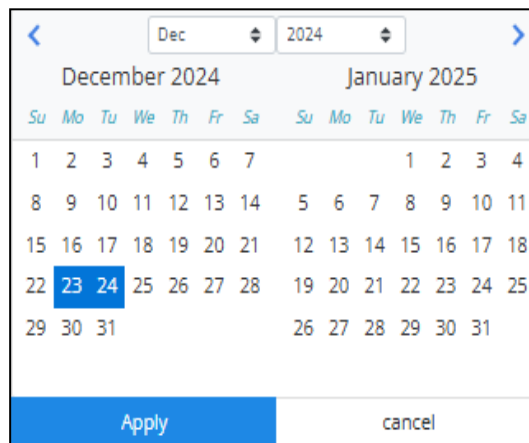 Dec 2024
December 2024 January 2025
Su Mo Tu We Th Fr Sa Su Mo Tu We Th Fr Sa
1 2 3 4 5 6 7 1 2 3 4
8 9 10 11 12 13 14 5 6 7 8 9 10 11
15 16 17 18 19 20 21 12 13 14 15 16 17 18
22 23 24 25 26 27 28 19 20 21 22 23 24 25
29 30 31 26 27 28 29 30 31
Apply cancel